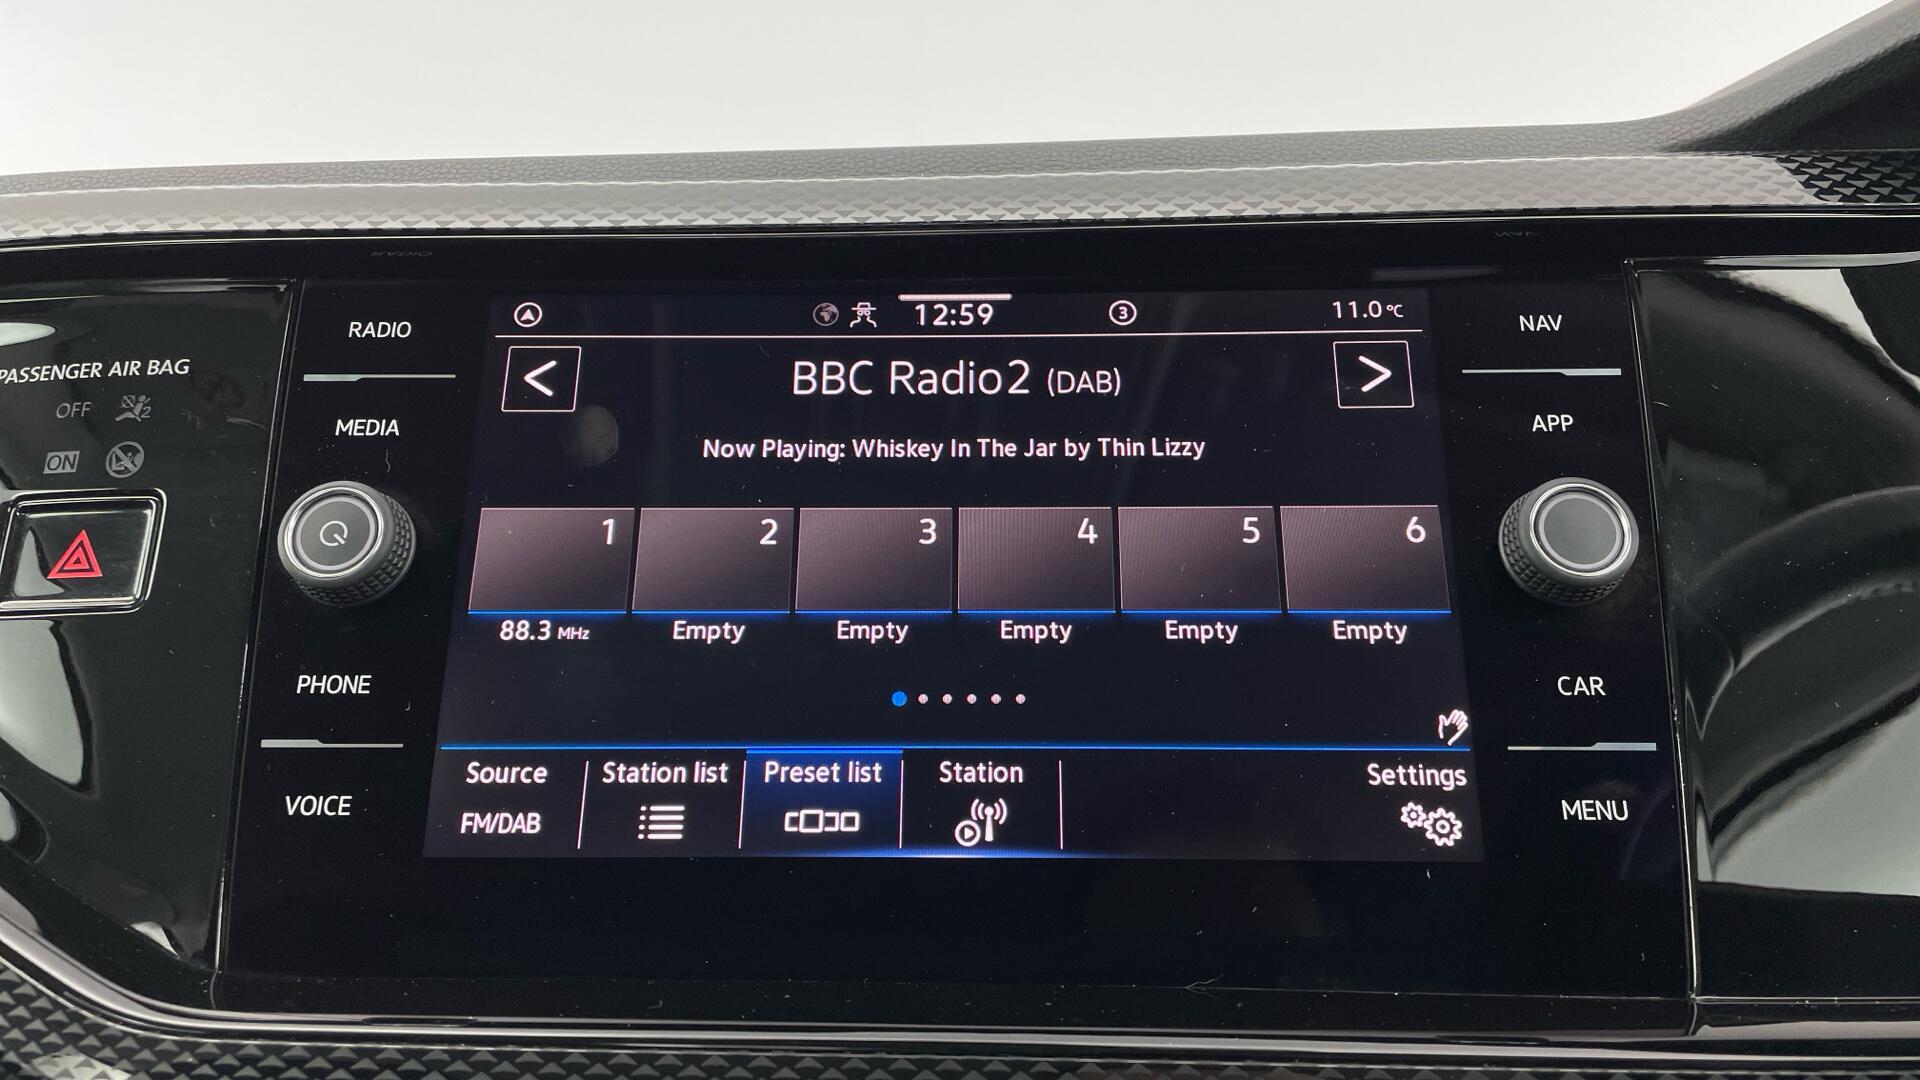 RADIO
MEDIA
PHONE
VOICE
PASSENGER AIR BAG
OFF 2
ON
12:59 3 11.0 °C
< BBC Radio2 (DAB) >
Now Playing: Whiskey In The Jar by Thin Lizzy
1 2 3 4 5 6
88.3 MHz Empty Empty Empty Empty Empty
Source Station list Preset list Station Settings
FM/DAB
NAV
APP
CAR
MENU